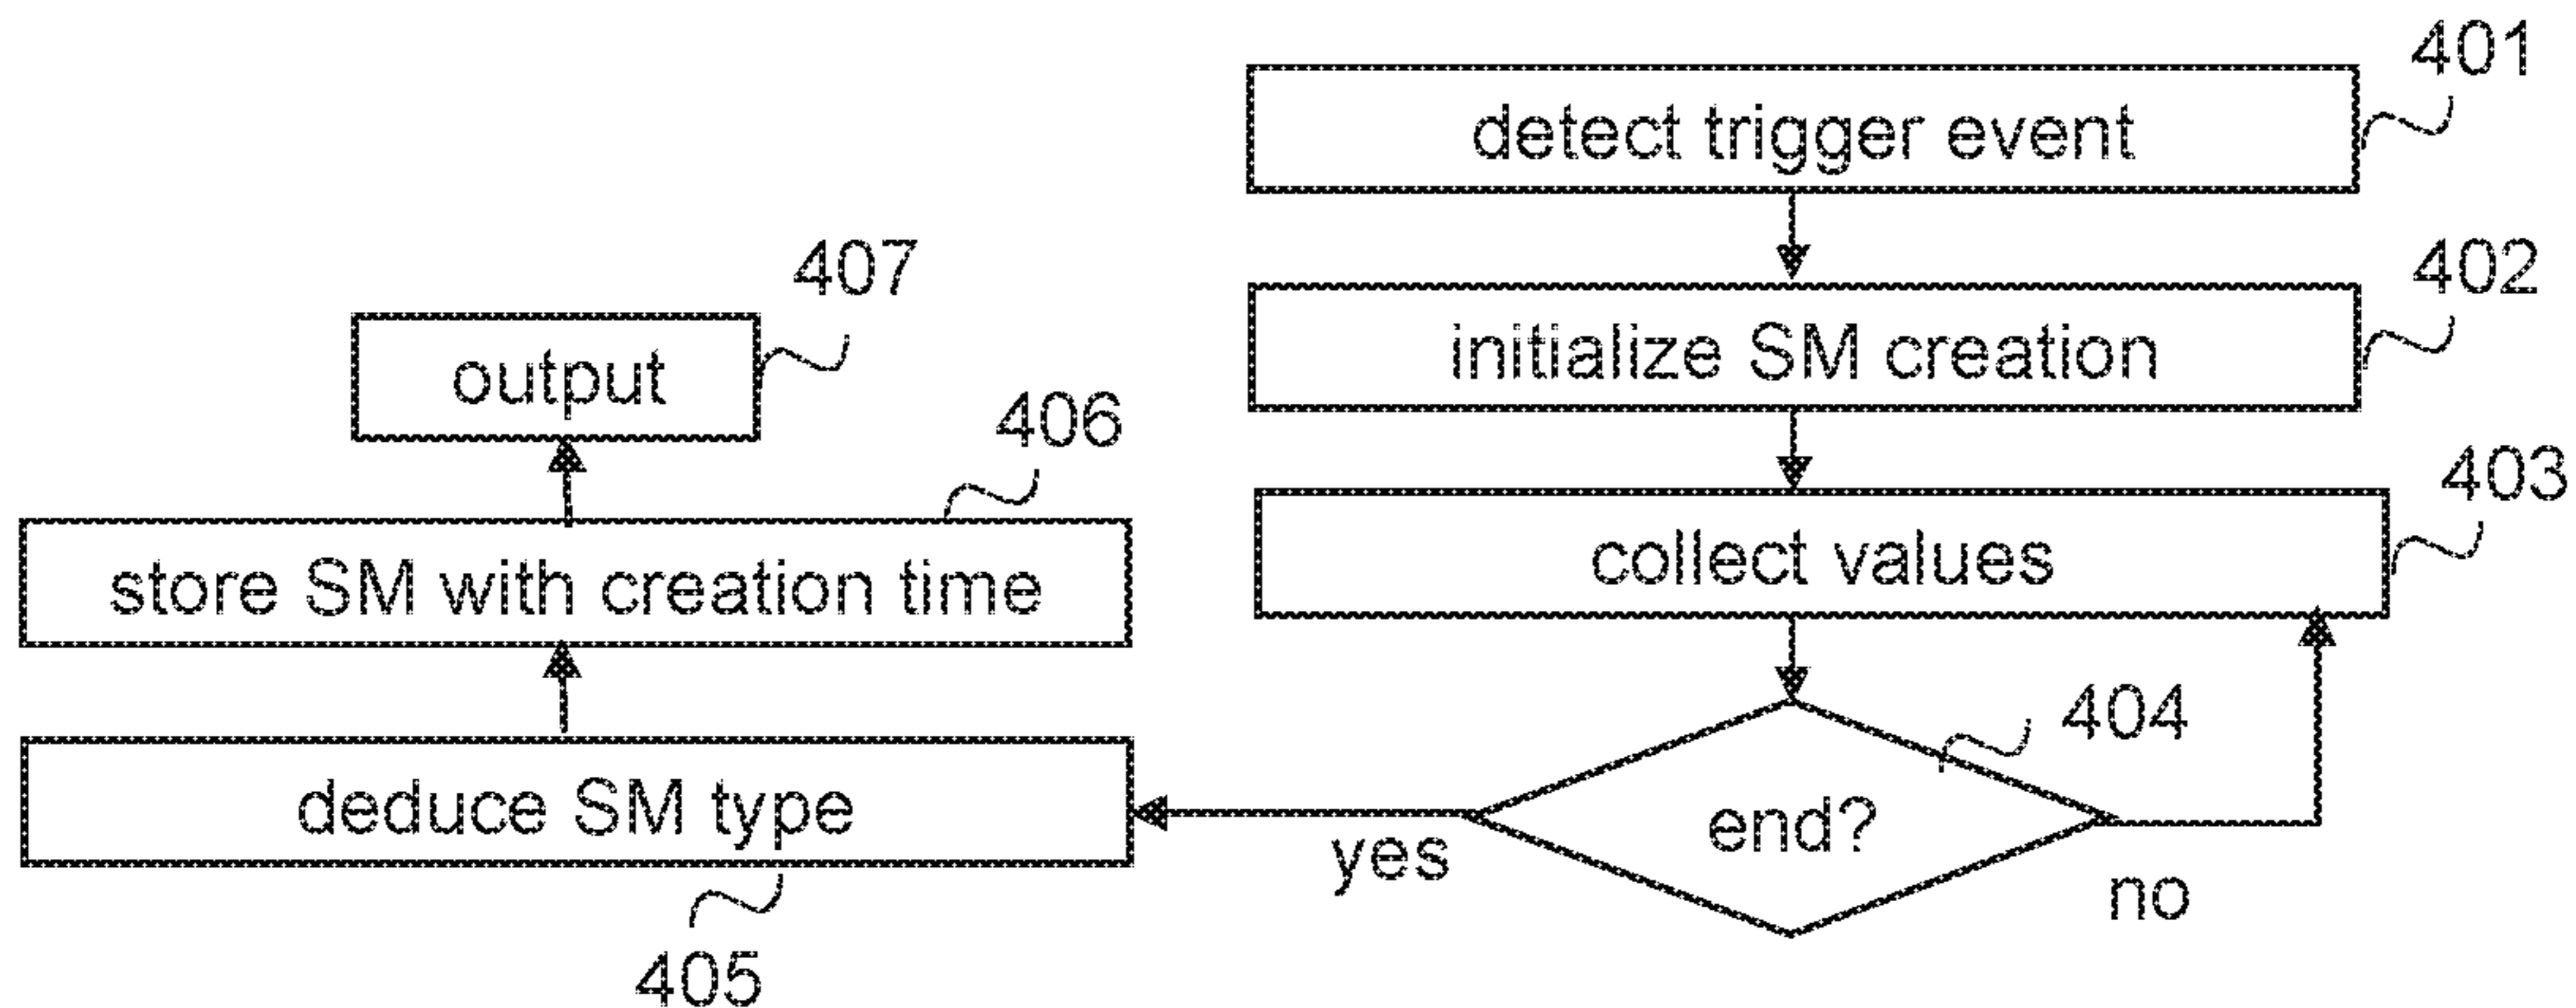 401
detect trigger event
402
initialize SM creation
403
collect values
404
end?
no
yes
405
deduce SM type
406
store SM with creation time
407
output